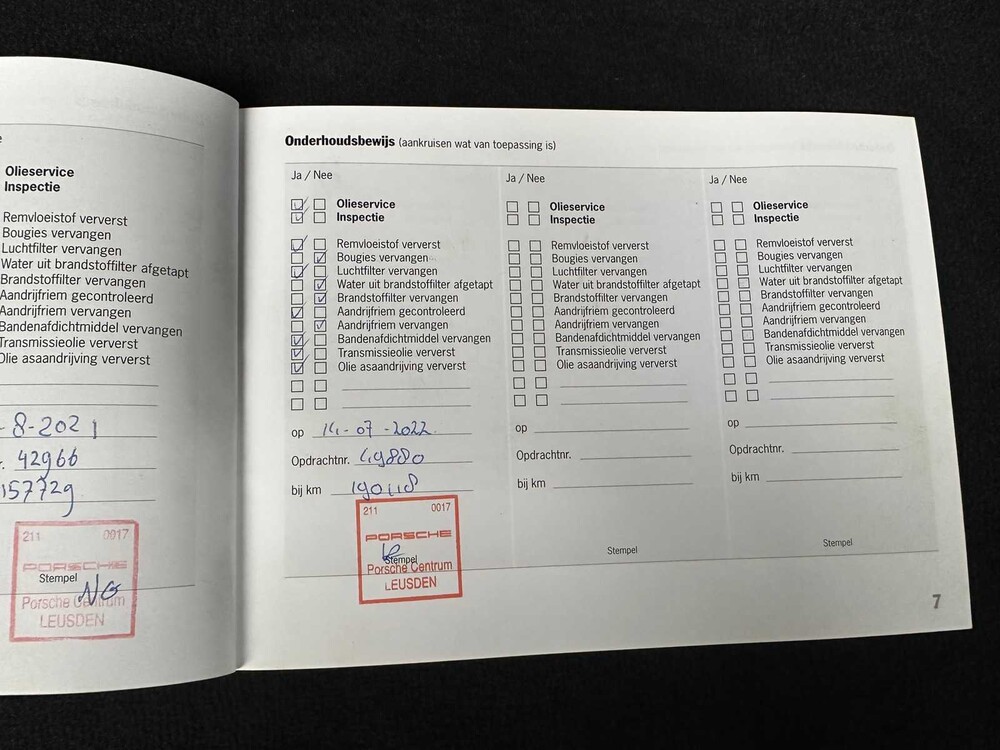 e
Olieservice
Inspectie
Remvloeistof ververst
Bougies vervangen
Luchtfilter vervangen
Water uit brandstoffilter afgetapt
Brandstoffilter vervangen
Aandrijfriem gecontroleerd
Aandrijfriem vervangen
Bandenafdichtmiddel vervangen
Transmissieolie ververst
Olie asaandrijving ververst
-8-2021
r. 42966
157729
211 0017
PORSCHE
Stempel
NG
Porsche Centrum
LEUSDEN
Onderhoudsbewijs (aankruisen wat van toepassing is)
Ja / Nee
Olieservice
Inspectie
Remvloeistof ververst
Bougies vervangen
Luchtfilter vervangen
Water uit brandstoffilter afgetapt
Brandstoffilter vervangen
Aandrijfriem gecontroleerd
Aandrijfriem vervangen
Bandenafdichtmiddel vervangen
Transmissieolie ververst
Olie asaandrijving ververst
op 14-07-2022
Opdrachtnr. 49880
bij km
211 0017
PORSCHE
Stempel
Porsche Centrum
LEUSDEN
Ja / Nee
Olieservice
Inspectie
Remvloeistof ververst
Bougies vervangen
Luchtfilter vervangen
Water uit brandstoffilter afgetapt
Brandstoffilter vervangen
Aandrijfriem gecontroleerd
Aandrijfriem vervangen
Bandenafdichtmiddel vervangen
Transmissieolie ververst
Olie asaandrijving ververst
op
Opdrachtnr.
bij km
Stempel
Ja / Nee
Olieservice
Inspectie
Remvloeistof ververst
Bougies vervangen
Luchtfilter vervangen
Water uit brandstoffilter afgetapt
Brandstoffilter vervangen
Aandrijfriem gecontroleerd
Aandrijfriem vervangen
Bandenafdichtmiddel vervangen
Transmissieolie ververst
Olie asaandrijving ververst
op
Opdrachtnr.
bij km
Stempel
7